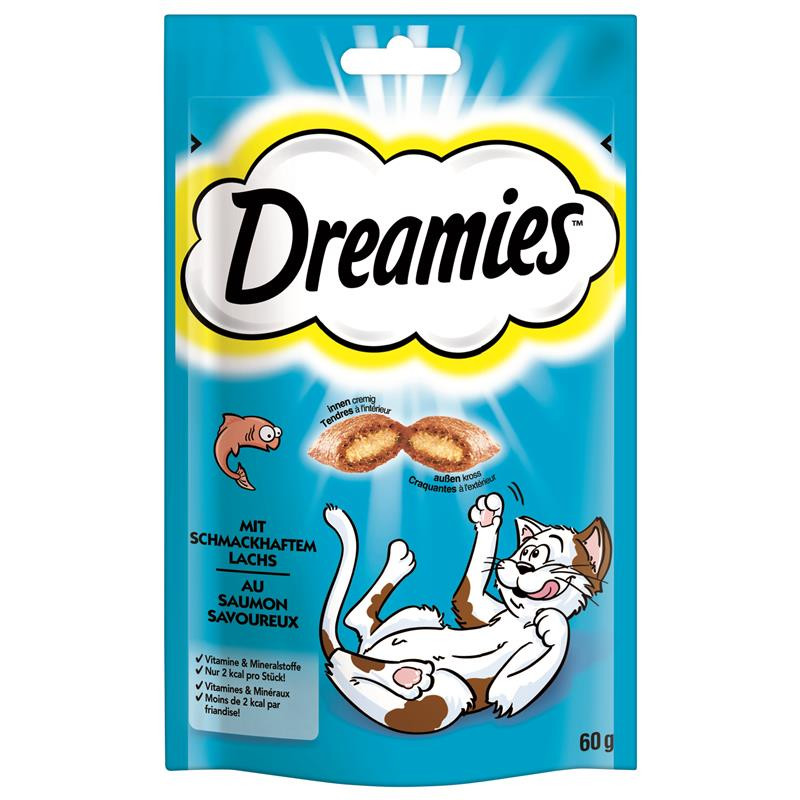 Dreamies™
innen cremig
Tendres à l'intérieur
außen kross
Craquantes à l'extérieur
MIT
SCHMACKHAFTEM
LACHS
AU
SAUMON
SAVOUREUX
✓ Vitamine & Mineralstoffe
✓ Nur 2 kcal pro Stück!
✓ Vitamines & Minéraux
✓ Moins de 2 kcal par
friandise!
60 g